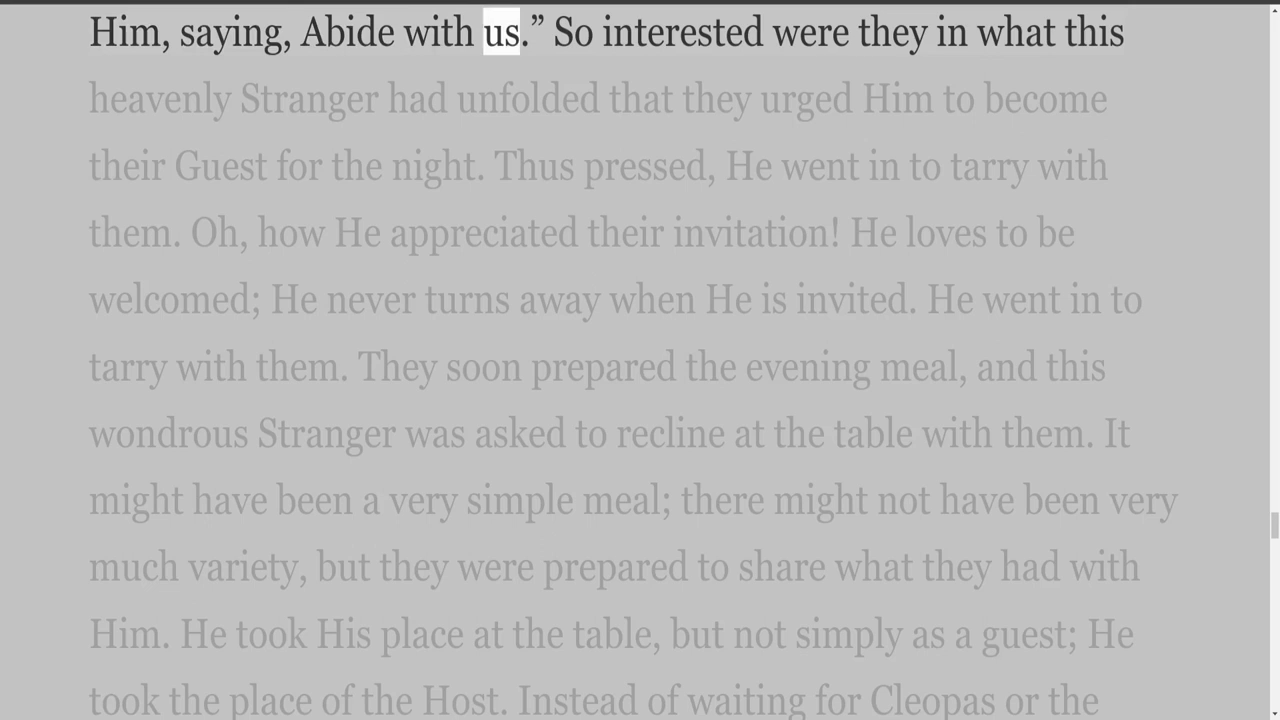 Him, saying, Abide with us.” So interested were they in what this
heavenly Stranger had unfolded that they urged Him to become
their Guest for the night. Thus pressed, He went in to tarry with
them. Oh, how He appreciated their invitation! He loves to be
welcomed; He never turns away when He is invited. He went in to
tarry with them. They soon prepared the evening meal, and this
wondrous Stranger was asked to recline at the table with them. It
might have been a very simple meal; there might not have been very
much variety, but they were prepared to share what they had with
Him. He took His place at the table, but not simply as a guest; He
took the place of the Host. Instead of waiting for Cleopas or the